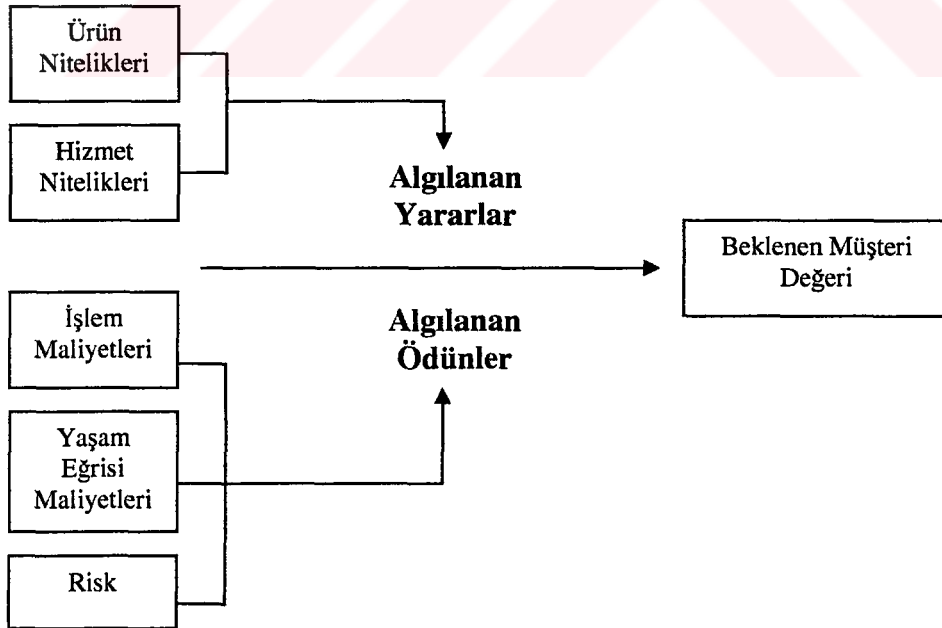 Ürün
Nitelikleri
Hizmet
Nitelikleri
Algılanan
Yararlar
Beklenen Müşteri
Değeri
İşlem
Maliyetleri
Algılanan
Ödünler
Yaşam
Eğrisi
Maliyetleri
Risk